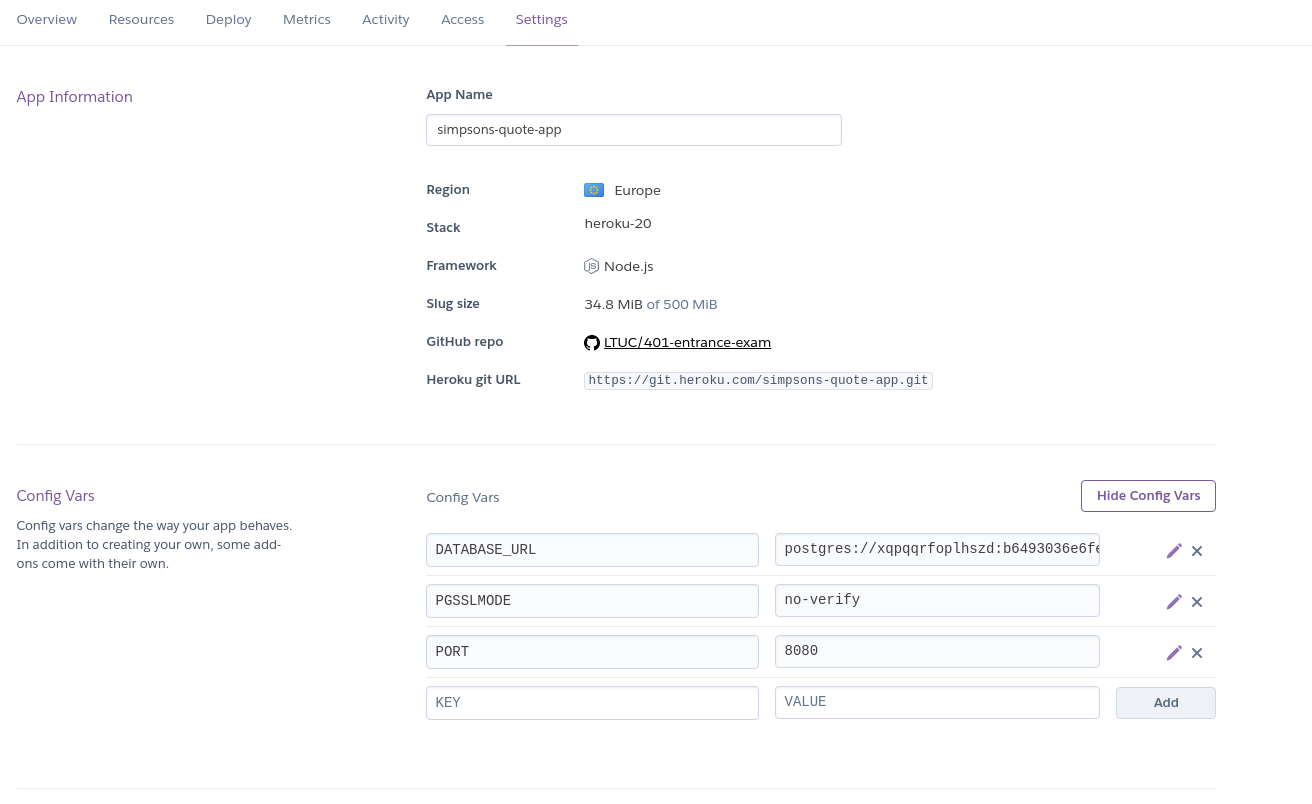 Overview Resources Deploy Metrics Activity Access Settings
App Information
App Name
simpsons-quote-app
Region Europe
Stack heroku-20
Framework Node.js
Slug size 34.8 MiB of 500 MiB
GitHub repo LTUC/401-entrance-exam
Heroku git URL https://git.heroku.com/simpsons-quote-app.git
Config Vars
Config vars change the way your app behaves.
In addition to creating your own, some add-
ons come with their own.
Config Vars Hide Config Vars
DATABASE_URL postgres://xqpqqrfoplhszd:b6493036e6fe
PGSSLMODE no-verify
PORT 8080
KEY VALUE Add